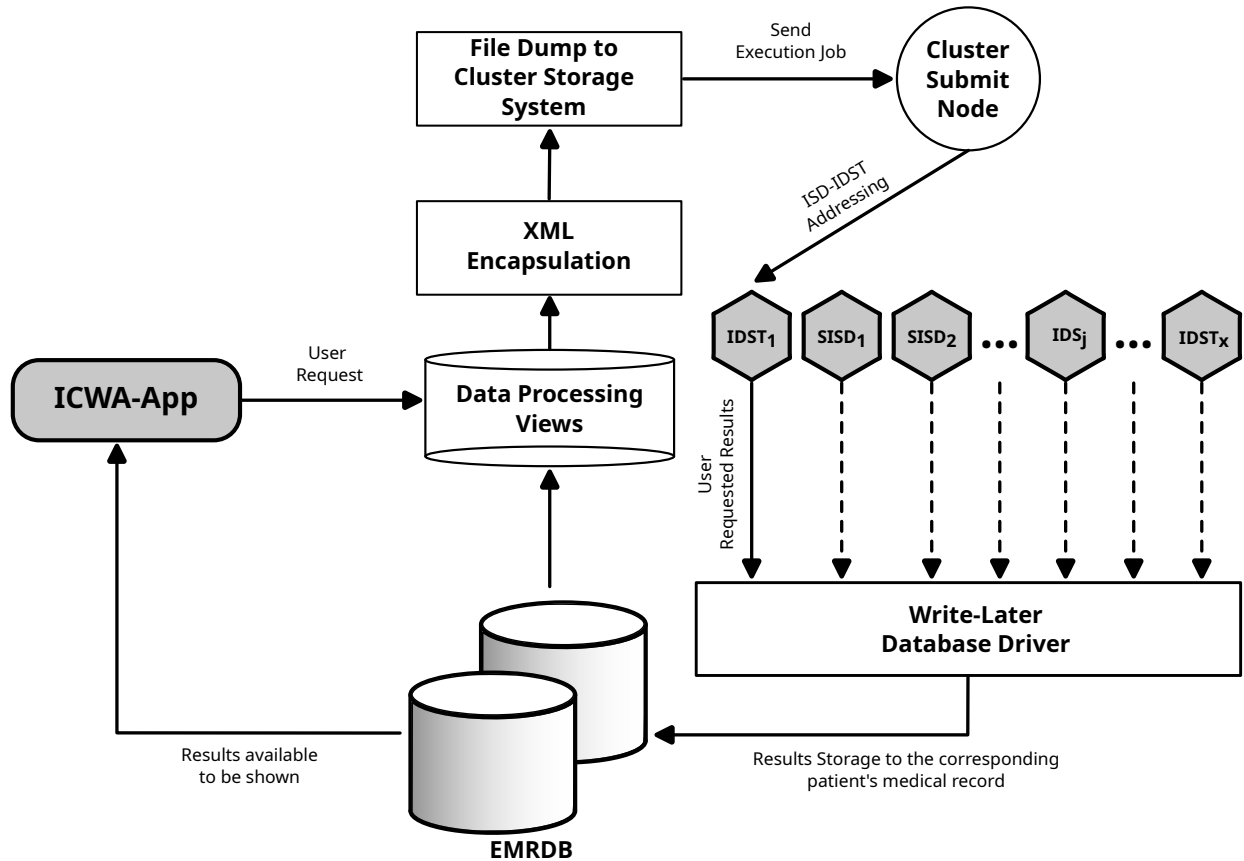 File Dump to
Cluster Storage
System
Send
Execution Job
Cluster
Submit
Node
ISD-IDST
Addressing
XML
Encapsulation
IDST1
SISD1
SISD2
...
IDSj
...
IDSTx
User
Request
ICWA-App
Data Processing
Views
User
Requested Results
Write-Later
Database Driver
Results available
to be shown
Results Storage to the corresponding
patient's medical record
EMRDB